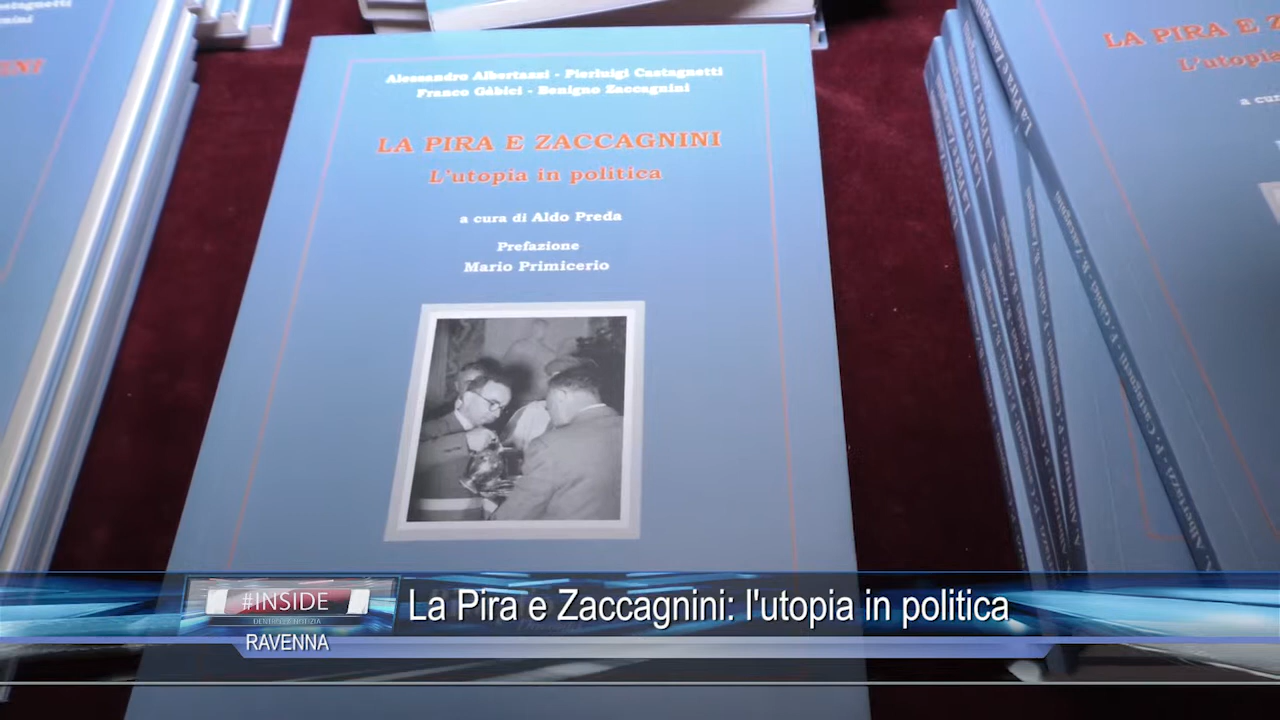 Alessandro Albertazzi - Pierluigi Castagnetti
Franco Gàbici - Benigno Zaccagnini
LA PIRA E ZACCAGNINI
L'utopia in politica
a cura di Aldo Preda
Prefazione
Mario Primicerio
LA PIRA E
L'utopia
a cur
#INSIDE
DENTRO LA NOTIZIA
RAVENNA
La Pira e Zaccagnini: l'utopia in politica